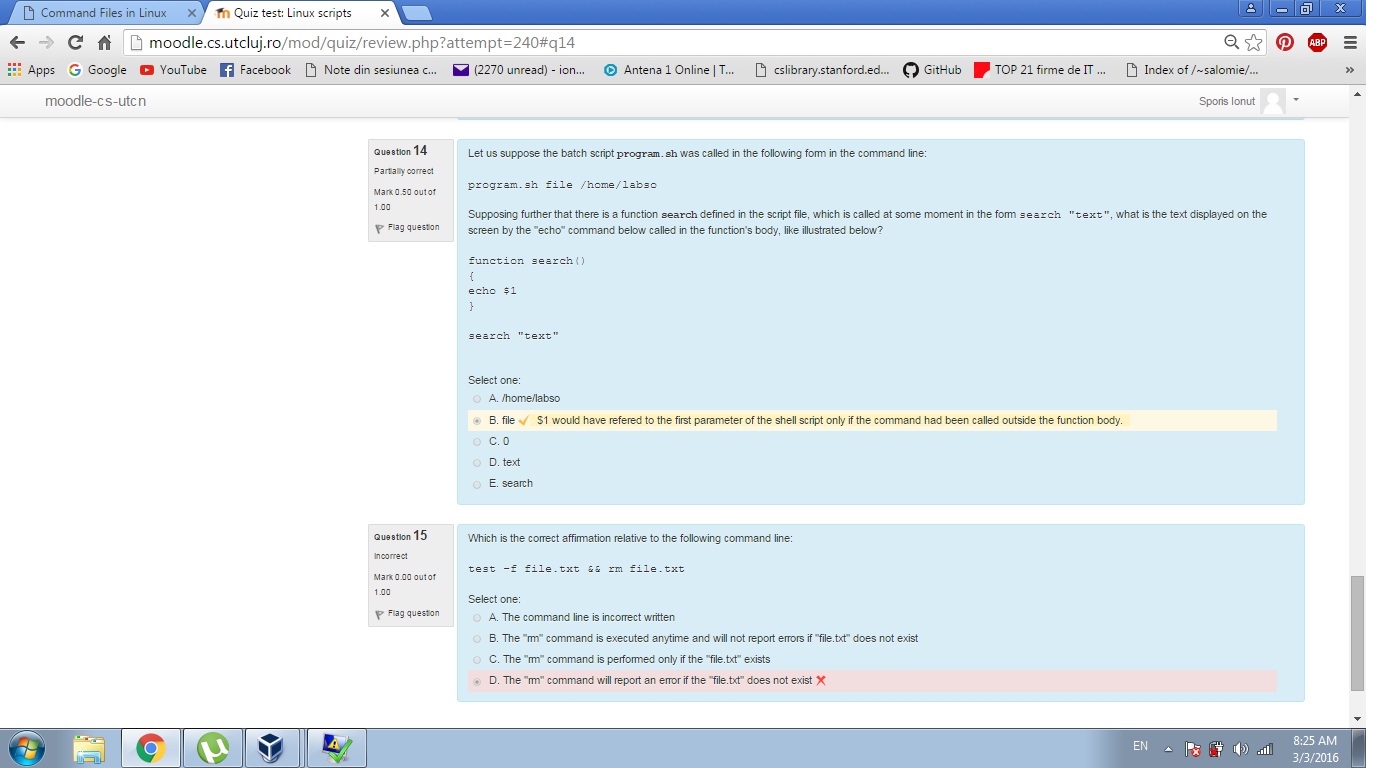 Command Files in Linux
Quiz test: Linux scripts
moodle.cs.utcluj.ro/mod/quiz/review.php?attempt=240#q14
ABP
Apps Google YouTube Facebook Note din sesiunea c... (2270 unread) - ion... Antena 1 Online | T... cslibrary.stanford.ed... GitHub TOP 21 firme de IT ... Index of /~salomie/... »
moodle-cs-utcn
Sporis Ionut
Question 14
Partially correct
Mark 0.50 out of
1.00
Flag question
Let us suppose the batch script program.sh was called in the following form in the command line:
program.sh file /home/labso
Supposing further that there is a function search defined in the script file, which is called at some moment in the form search "text", what is the text displayed on the
screen by the "echo" command below called in the function's body, like illustrated below?
function search()
{
echo $1
}
search "text"
Select one:
A. /home/labso
B. file $1 would have refered to the first parameter of the shell script only if the command had been called outside the function body.
C. 0
D. text
E. search
Question 15
Incorrect
Mark 0.00 out of
1.00
Flag question
Which is the correct affirmation relative to the following command line:
test -f file.txt && rm file.txt
Select one:
A. The command line is incorrect written
B. The "rm" command is executed anytime and will not report errors if "file.txt" does not exist
C. The "rm" command is performed only if the "file.txt" exists
D. The "rm" command will report an error if the "file.txt" does not exist
EN
8:25 AM
3/3/2016